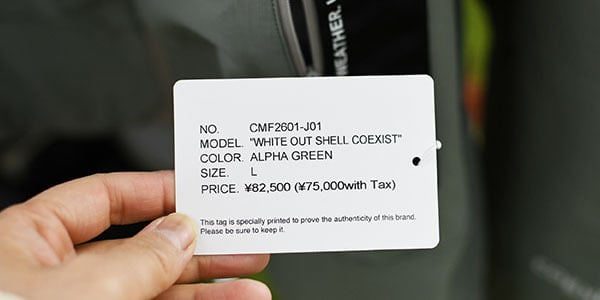 WEATHER.
NO. CMF2601-J01
MODEL. "WHITE OUT SHELL COEXIST"
COLOR. ALPHA GREEN
SIZE. L
PRICE. ¥82,500 (¥75,000with Tax)
This tag is specially printed to prove the authenticity of this brand.
Please be sure to keep it.